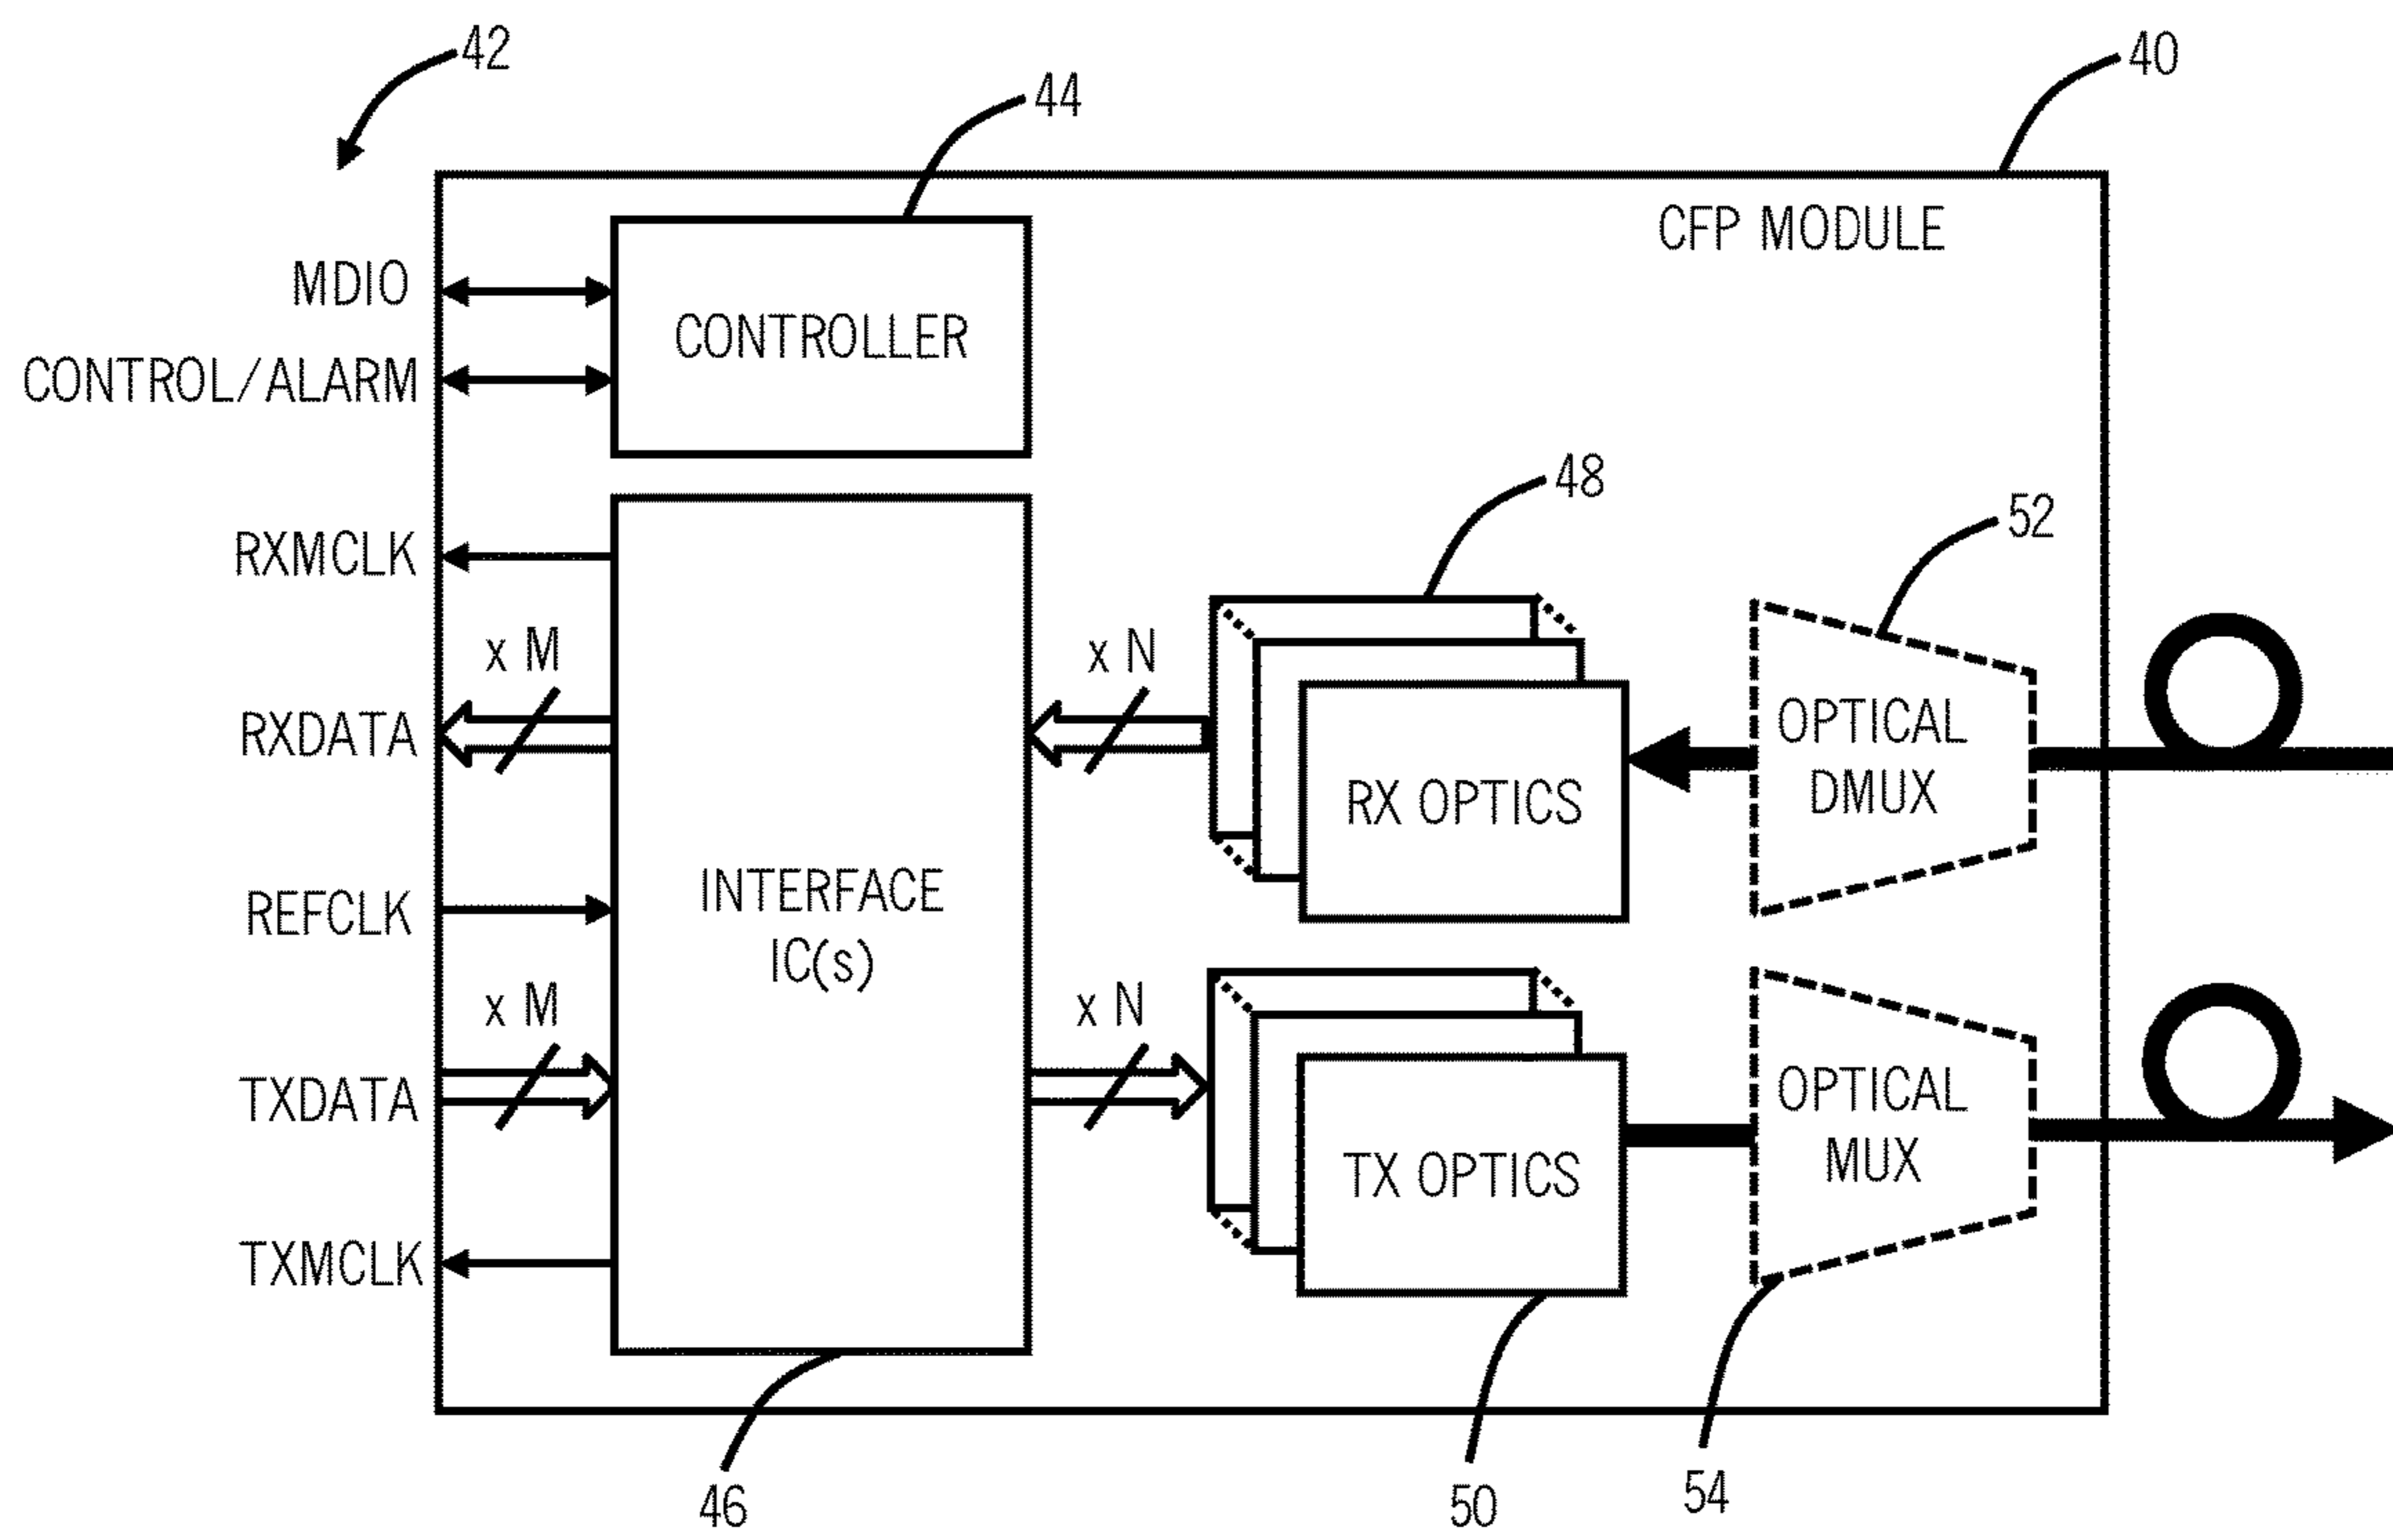 42
40
44
CFP MODULE
MDIO
CONTROLLER
CONTROL/ALARM
48
52
RXMCLK
x M
x N
RXDATA
OPTICAL
DMUX
RX OPTICS
REFCLK
INTERFACE
IC(s)
x M
x N
TXDATA
OPTICAL
MUX
TX OPTICS
TXMCLK
46
50
54